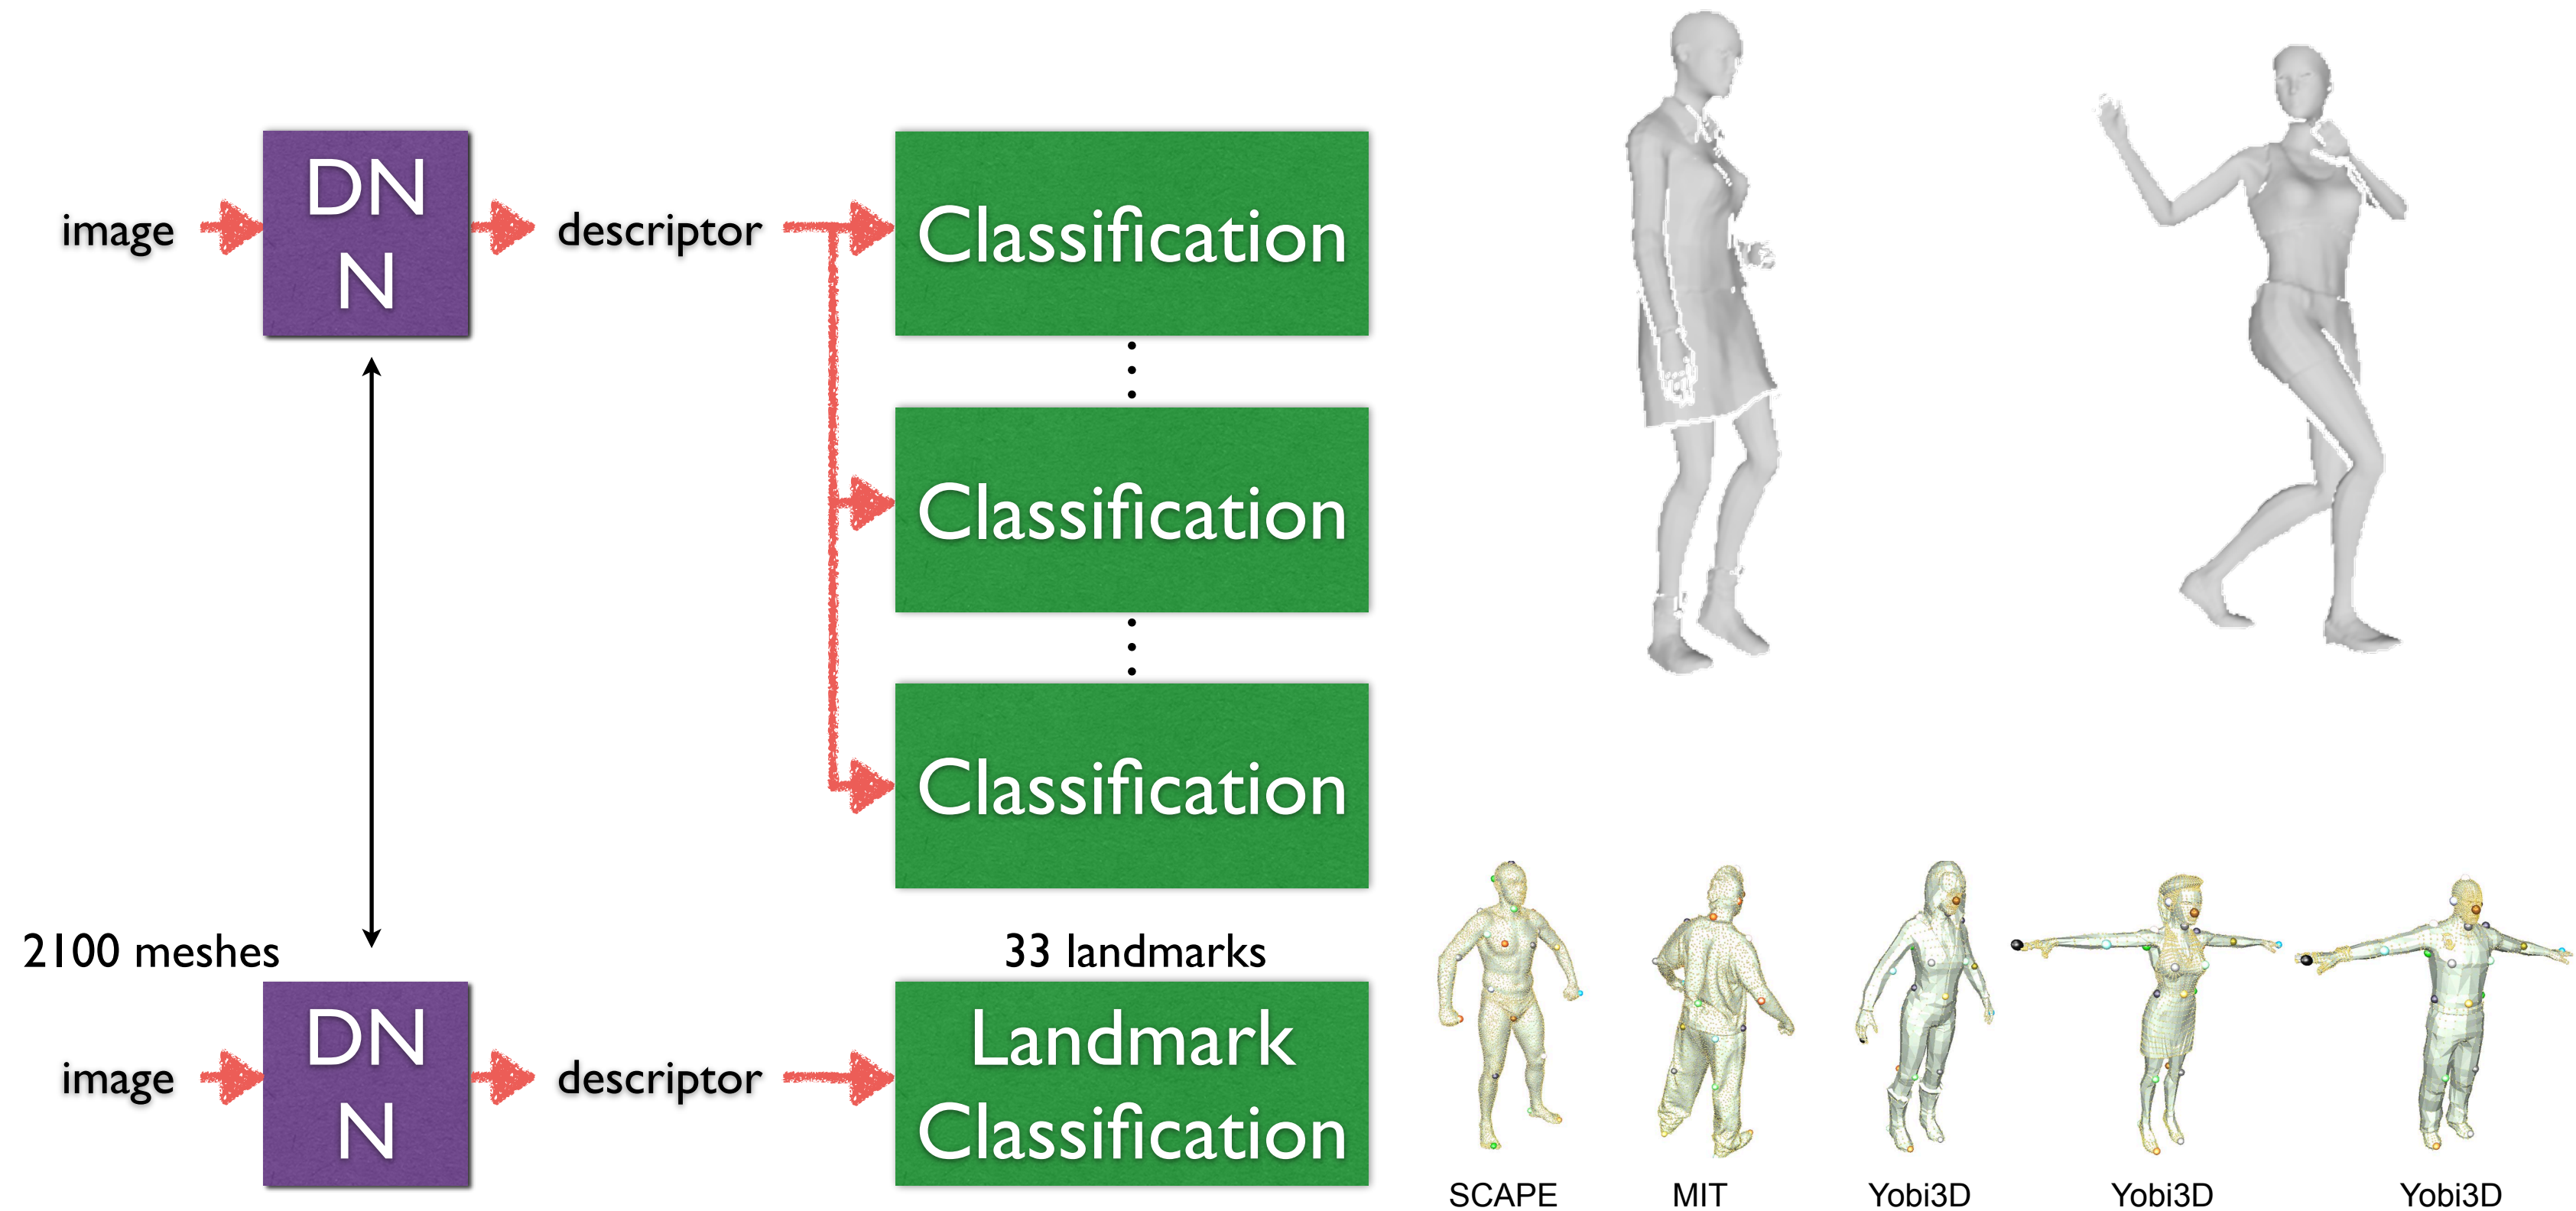 image
DN
N
descriptor
Classification
Classification
Classification
2100 meshes
33 landmarks
image
DN
N
descriptor
Landmark
Classification
SCAPE
MIT
Yobi3D
Yobi3D
Yobi3D